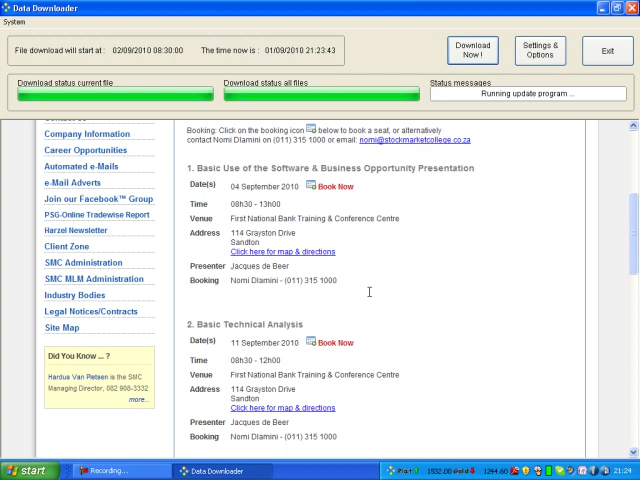 Data Downloader
System
File download will start at : 02/09/2010 08:30:00 The time now is : 01/09/2010 21:23:43
Download Now !
Settings & Options
Exit
Download status current file
Download status all files
Status messages
Running update program ...
Company Information
Career Opportunities
Automated e-Mails
e-Mail Adverts
Join our Facebook™ Group
PSG-Online Tradewise Report
Harzel Newsletter
Client Zone
SMC Administration
SMC MLM Administration
Industry Bodies
Legal Notices/Contracts
Site Map
Did You Know ... ?
Hardus Van Pletsen is the SMC
Managing Director, 082 908-3332
more...
Booking: Click on the booking icon below to book a seat, or alternatively
contact Nomi Dlamini on (011) 315 1000 or email: nomi@stockmarketcollege.co.za
1. Basic Use of the Software & Business Opportunity Presentation
Date(s) 04 September 2010 Book Now
Time 08h30 - 13h00
Venue First National Bank Training & Conference Centre
Address 114 Grayston Drive
Sandton
Click here for map & directions
Presenter Jacques de Beer
Booking Nomi Dlamini - (011) 315 1000
2. Basic Technical Analysis
Date(s) 11 September 2010 Book Now
Time 08h30 - 12h00
Venue First National Bank Training & Conference Centre
Address 114 Grayston Drive
Sandton
Click here for map & directions
Presenter Jacques de Beer
Booking Nomi Dlamini - (011) 315 1000
start
Recording...
Data Downloader
1532.00
1244.60
21:24